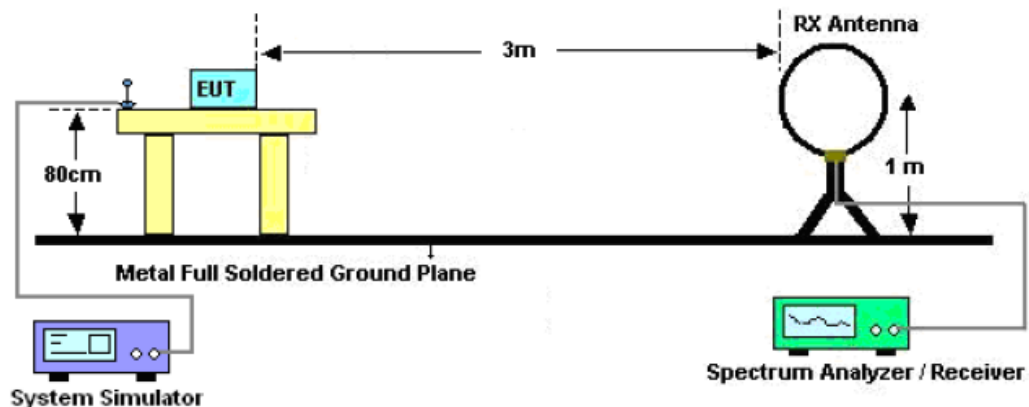 RX Antenna
3m
EUT
80cm
1 m
Metal Full Soldered Ground Plane
System Simulator
Spectrum Analyzer / Receiver